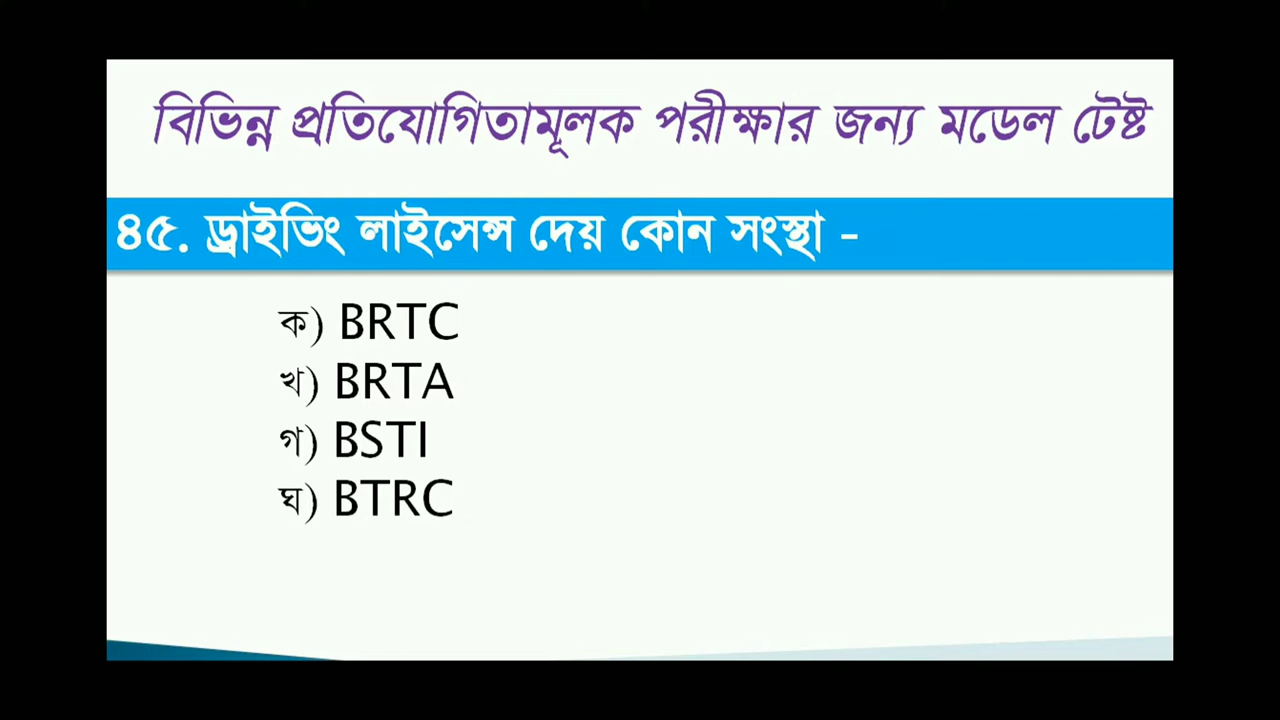 বিভিন্ন প্রতিযোগিতামূলক পরীক্ষার জন্য মডেল টেষ্ট
৪৫. ড্রাইভিং লাইসেন্স দেয় কোন সংস্থা -
ক) BRTC
খ) BRTA
গ) BSTI
ঘ) BTRC